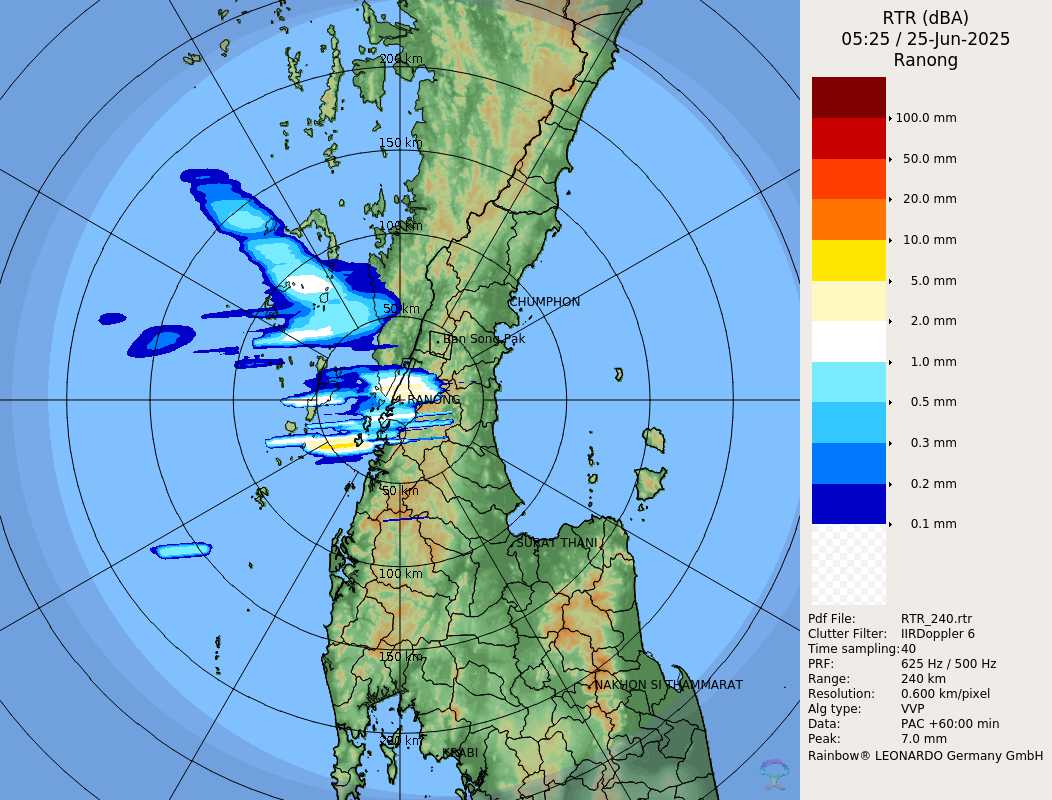 RTR (dBA)
05:25 / 25-Jun-2025
Ranong
100.0 mm
50.0 mm
20.0 mm
10.0 mm
5.0 mm
2.0 mm
1.0 mm
0.5 mm
0.3 mm
0.2 mm
0.1 mm
Pdf File: RTR_240.rtr
Clutter Filter: IIRDoppler 6
Time sampling:40
PRF: 625 Hz / 500 Hz
Range: 240 km
Resolution: 0.600 km/pixel
Alg type: VVP
Data: PAC +60:00 min
Peak: 7.0 mm
Rainbow® LEONARDO Germany GmbH
200 km
150 km
100 km
CHUMPHON
50 km
Ban Song Pak
RANONG
50 km
SURAT THANI
100 km
150 km
NAKHON SI THAMMARAT
200 km
KRABI